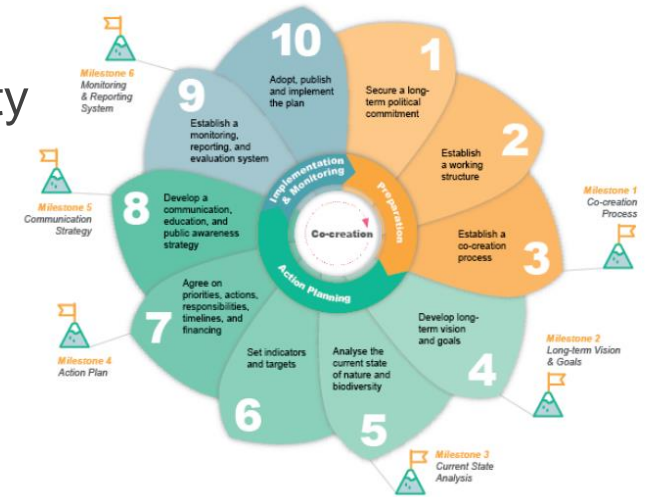 ty
10
Adopt, publish
and implement
the plan
1
Secure a long-
term political
commitment
2
Establish
a working
structure
3
Establish a
co-creation
process
4
Develop long-
term vision
and goals
5
Analyse the
current state
of nature and
biodiversity
6
Set indicators
and targets
7
Agree on
priorities, actions,
responsibilities,
timelines, and
financing
8
Develop a
communication,
education, and
public awareness
strategy
9
Establish a
monitoring,
reporting, and
evaluation system
Implementation
& Monitoring
Preparation
Action Planning
Co-creation
Milestone 1
Co-creation
Process
Milestone 2
Long-term Vision
& Goals
Milestone 3
Current State
Analysis
Milestone 4
Action Plan
Milestone 5
Communication
Strategy
Milestone 6
Monitoring
& Reporting
System